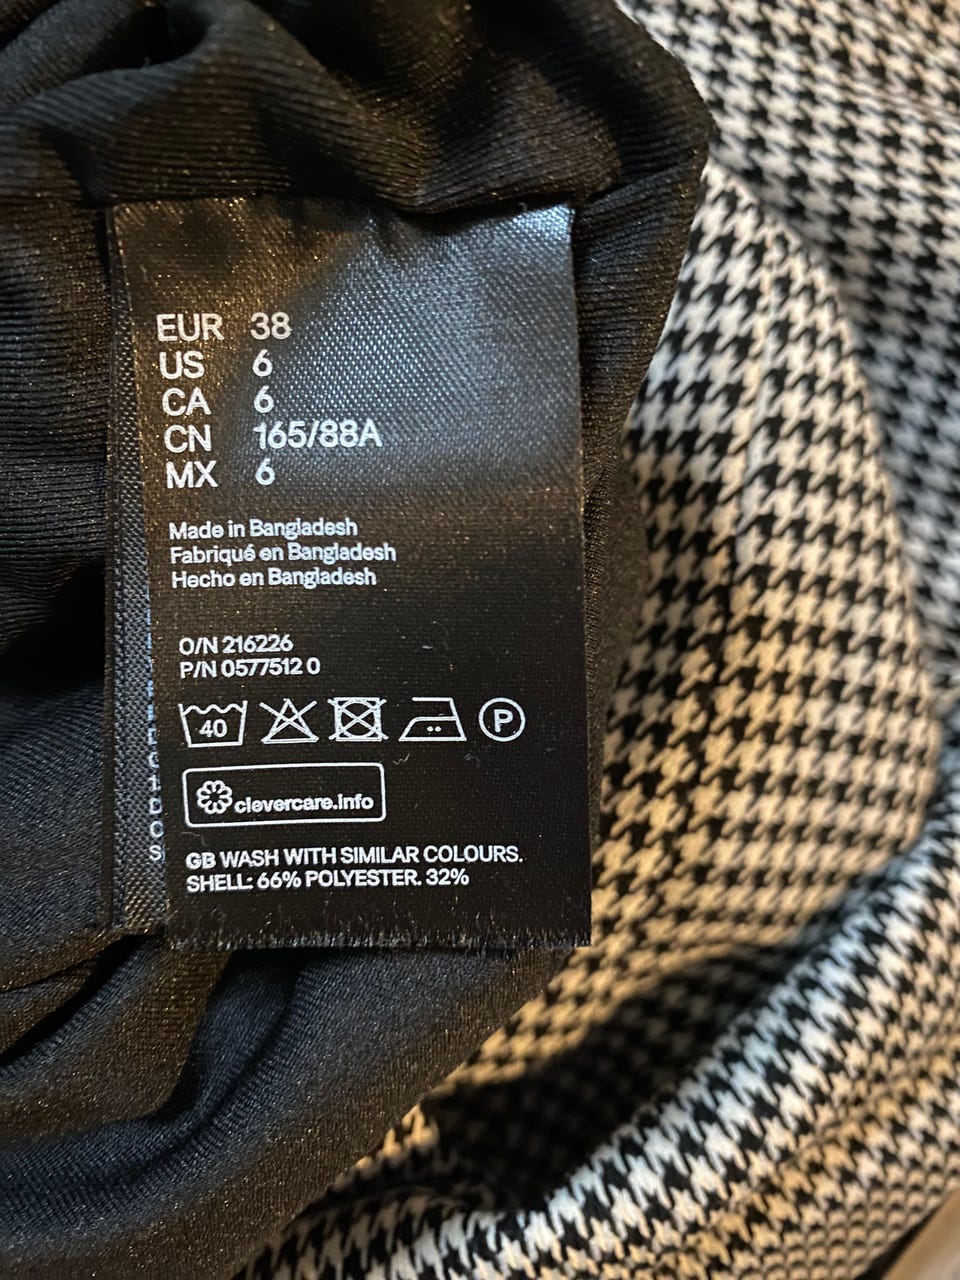 EUR 38
US 6
CA 6
CN 165/88A
MX 6
Made in Bangladesh
Fabriqué en Bangladesh
Hecho en Bangladesh
O/N 216226
P/N 0577512 0
40
P
clevercare.info
GB WASH WITH SIMILAR COLOURS.
SHELL: 66% POLYESTER. 32%